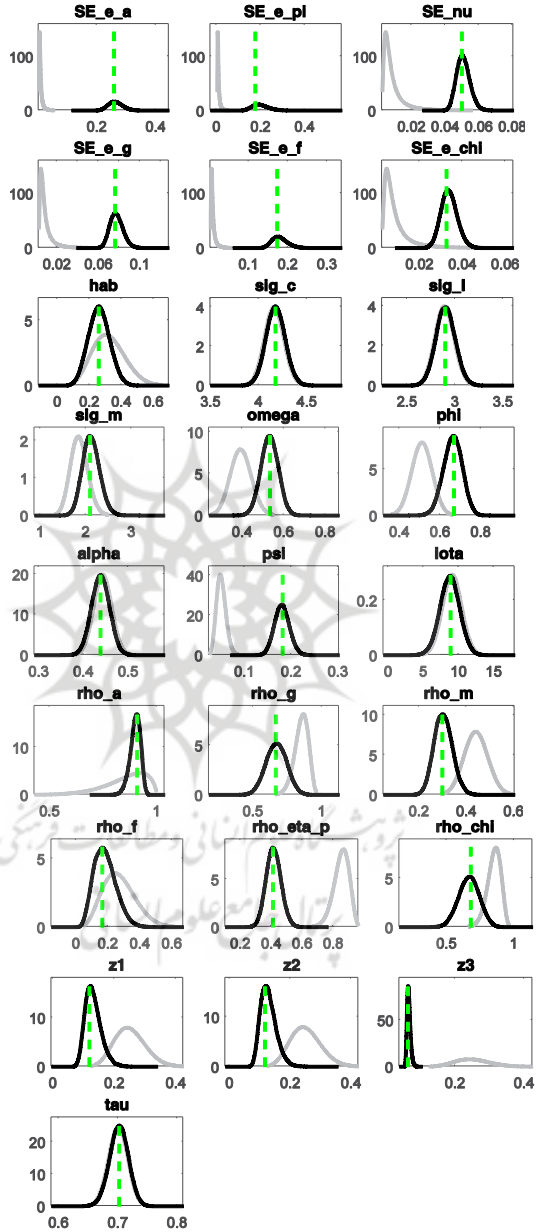 SE_e_a SE_e_pi SE_nu
100 100 100
0 0 0
0.2 0.4 0 0.2 0.4 0.02 0.04 0.06 0.08
SE_e_g SE_e_f SE_e_chi
100 100 100
0 0 0
0.02 0.06 0.1 0.1 0.2 0.3 0.02 0.04 0.06
hab sig_c sig_l
5 4 4
2 2
0 0 0
0 0.2 0.4 0.6 3.5 4 4.5 2.5 3 3.5
sig_m omega phi
2 10
1 5 5
0 0 0
1 2 3 0.4 0.6 0.8 0.4 0.6 0.8
alpha psi iota
20 40 0.2
10 20
0 0 0
0.3 0.4 0.5 0.1 0.2 0.3 0 5 10 15
rho_a rho_g rho_m
10 5 10
5
0 0 0
0.5 1 0.5 1 0.2 0.4 0.6
rho_f rho_eta_p rho_chi
5 5 5
0 0 0
0 0.2 0.4 0.6 0.2 0.4 0.6 0.8 0.5 1
z1 z2 z3
10 10 50
0 0 0
0 0.2 0.4 0 0.2 0.4 0.2 0.4
tau
20
10
0
0.6 0.7 0.8
پژوهشگاه علوم انسانی و مطالعات فرهنگی
پرتال جامع علوم انسانی